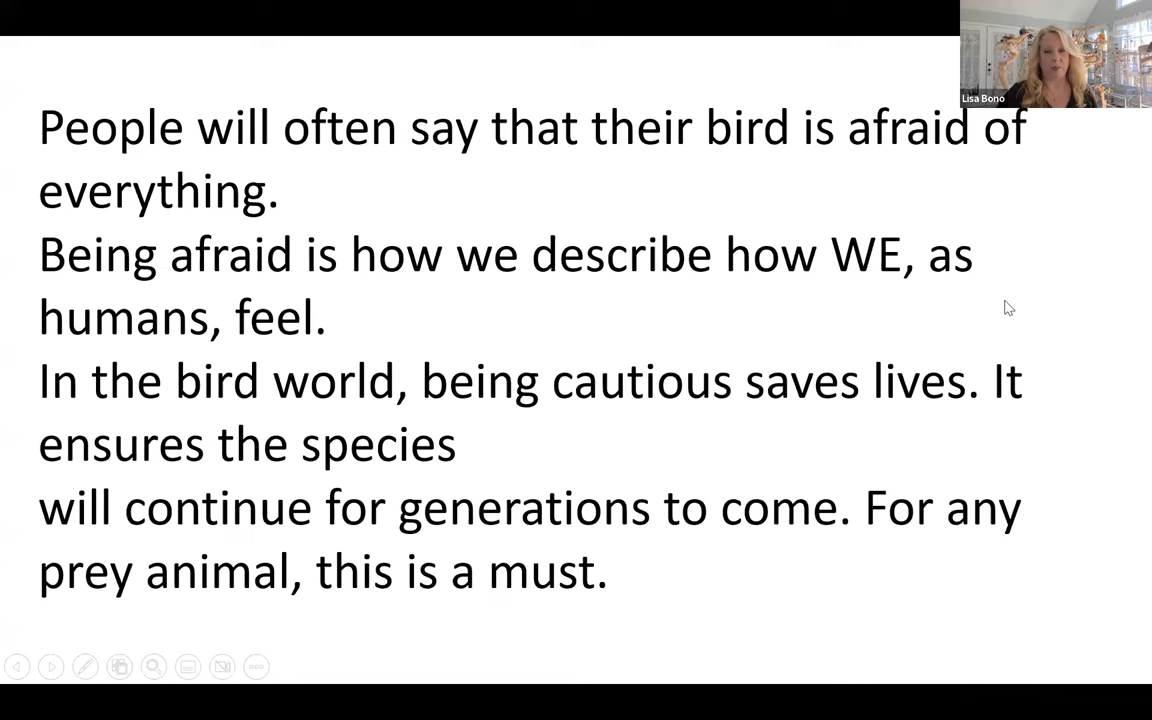 Lisa Bono
People will often say that their bird is afraid of
everything.
Being afraid is how we describe how WE, as
humans, feel.
In the bird world, being cautious saves lives. It
ensures the species
will continue for generations to come. For any
prey animal, this is a must.